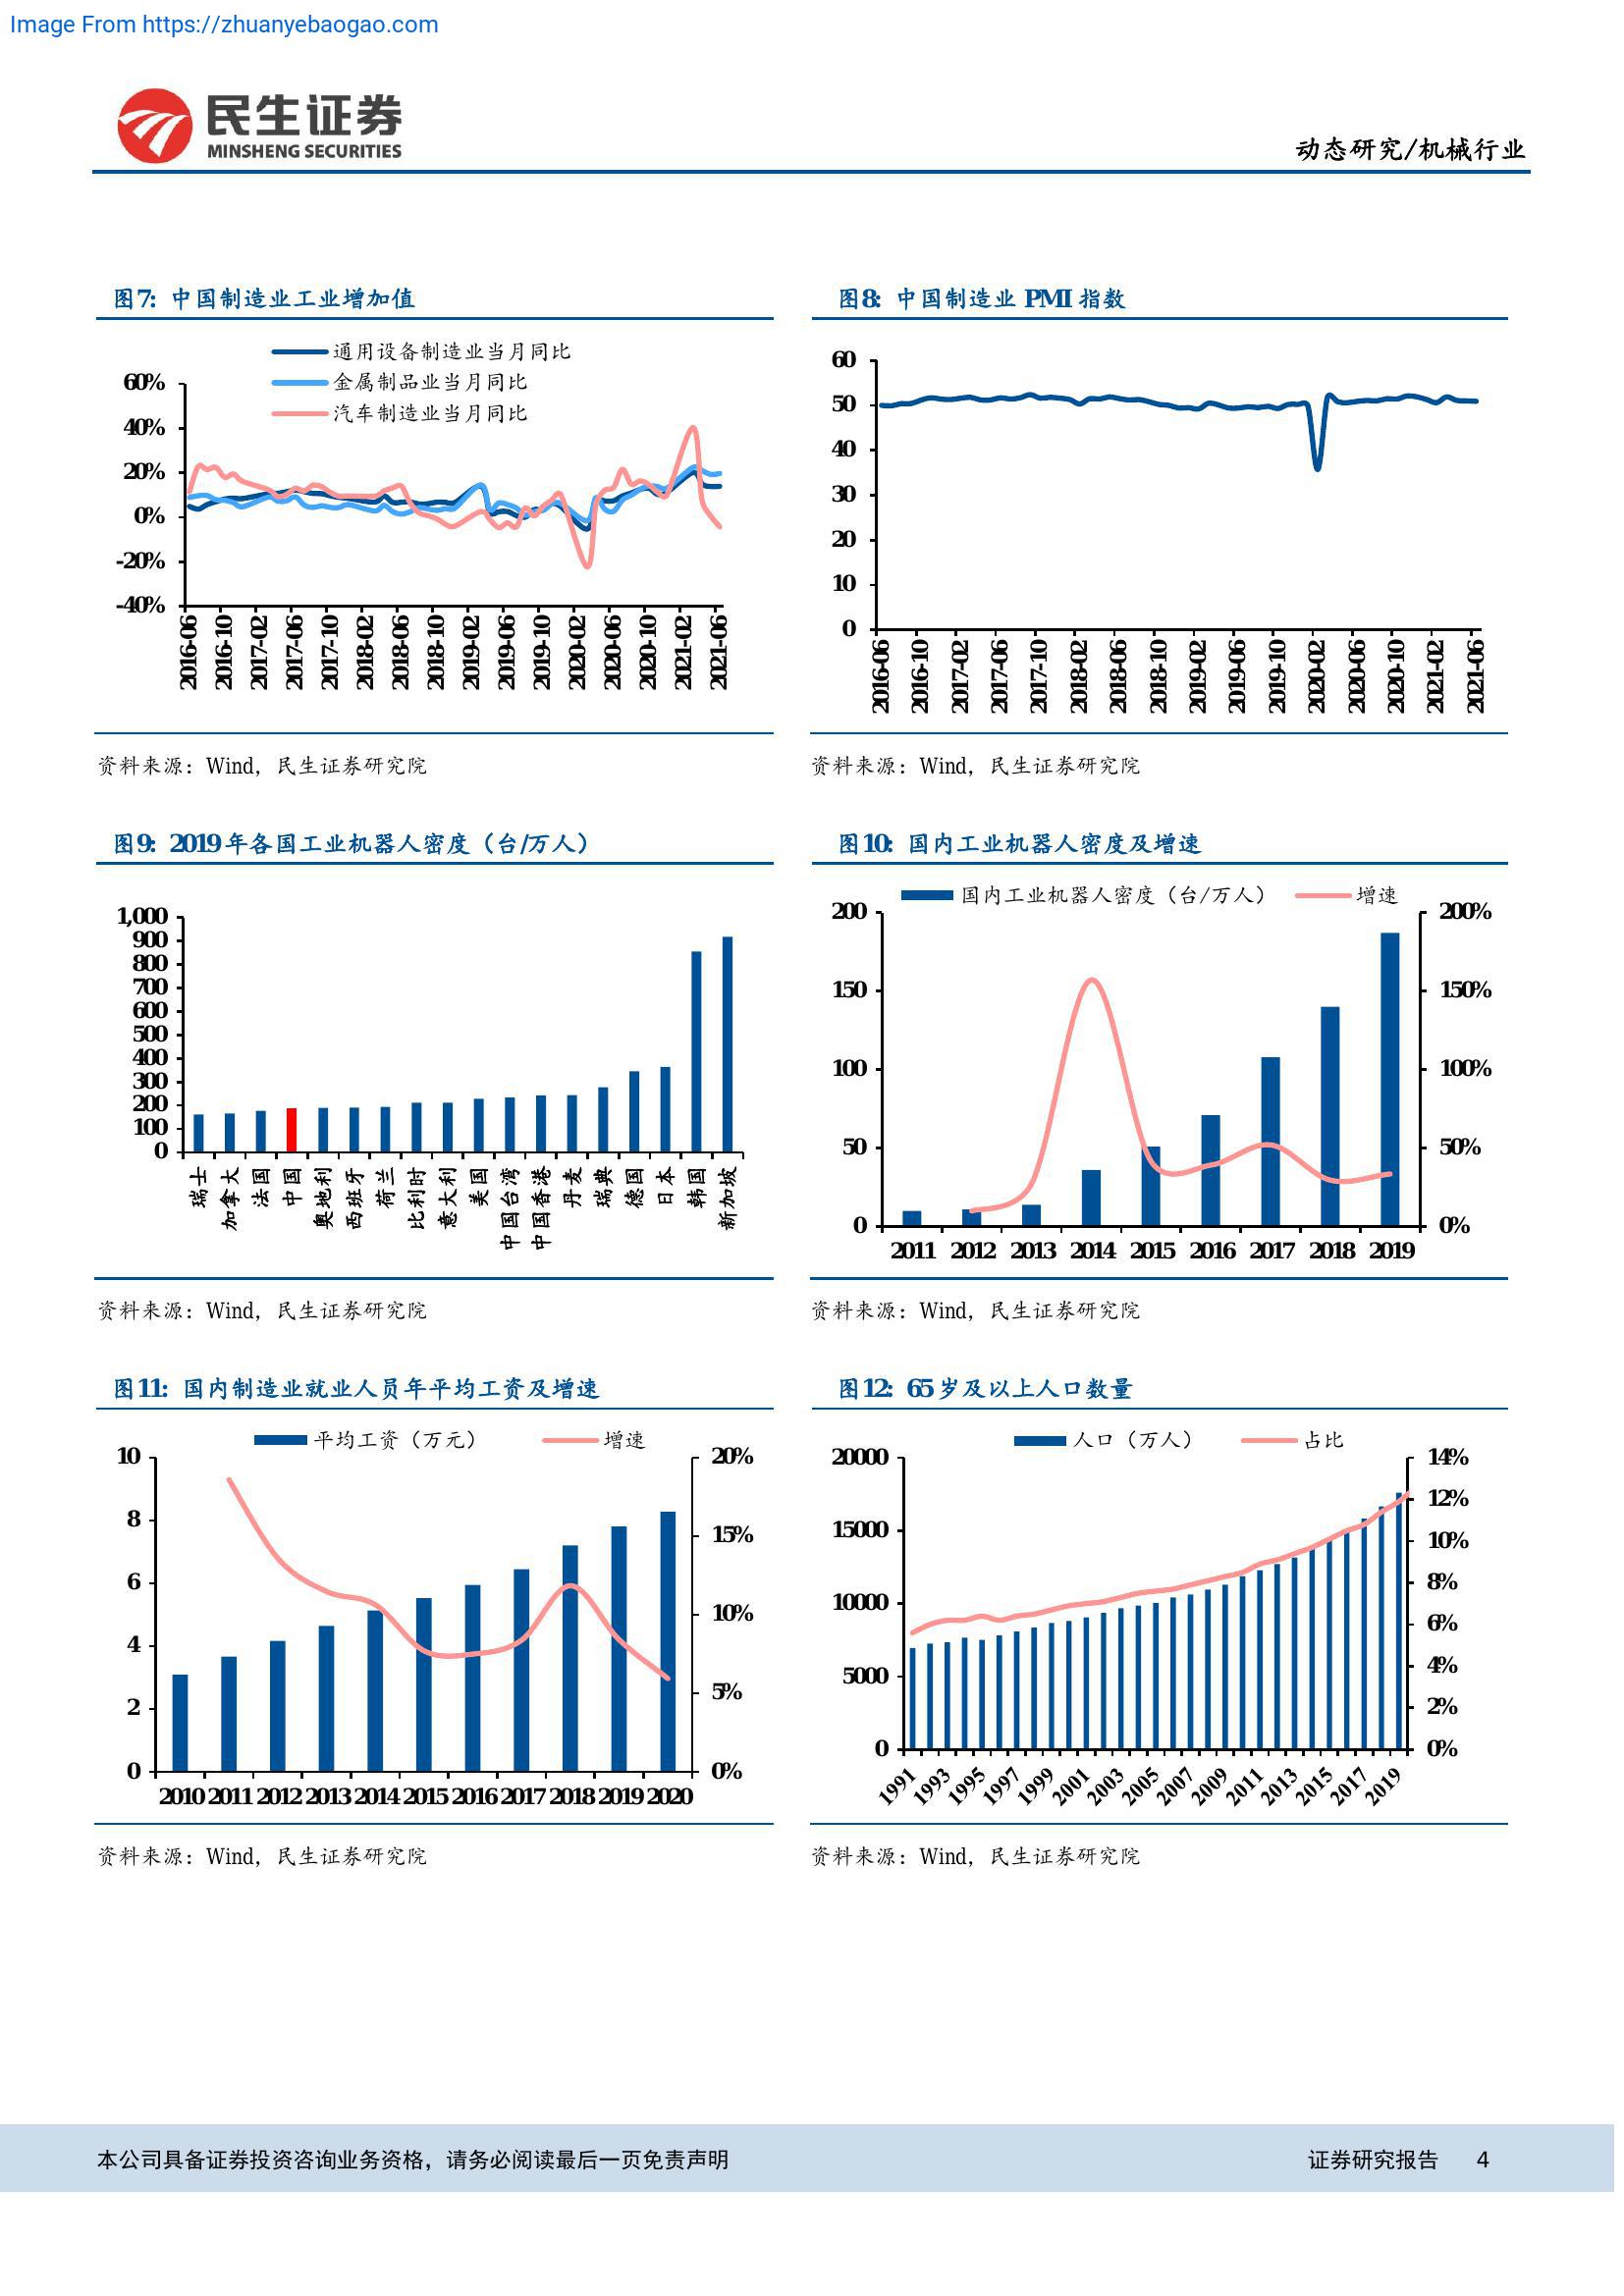 Image From https://zhuanyebaogao.com
民生证券
MINSHENG SECURITIES
动态研究/机械行业
图7: 中国制造业工业增加值
通用设备制造业当月同比
金属制品业当月同比
汽车制造业当月同比
60%
40%
20%
0%
-20%
-40%
2016-06
2016-10
2017-02
2017-06
2017-10
2018-02
2018-06
2018-10
2019-02
2019-06
2019-10
2020-02
2020-06
2020-10
2021-02
2021-06
资料来源：Wind，民生证券研究院
图8: 中国制造业 PMI 指数
60
50
40
30
20
10
0
2016-06
2016-10
2017-02
2017-06
2017-10
2018-02
2018-06
2018-10
2019-02
2019-06
2019-10
2020-02
2020-06
2020-10
2021-02
2021-06
资料来源：Wind，民生证券研究院
图9: 2019 年各国工业机器人密度（台/万人）
1,000
900
800
700
600
500
400
300
200
100
0
瑞士
加拿大
法国
中国
奥地利
西班牙
荷兰
比利时
意大利
美国
中国台湾
中国香港
丹麦
瑞典
德国
日本
韩国
新加坡
资料来源：Wind，民生证券研究院
图10: 国内工业机器人密度及增速
国内工业机器人密度（台/万人） 增速
200
150
100
50
0
200%
150%
100%
50%
0%
2011 2012 2013 2014 2015 2016 2017 2018 2019
资料来源：Wind，民生证券研究院
图11: 国内制造业就业人员年平均工资及增速
平均工资（万元） 增速
10
8
6
4
2
0
20%
15%
10%
5%
0%
2010 2011 2012 2013 2014 2015 2016 2017 2018 2019 2020
资料来源：Wind，民生证券研究院
图12: 65 岁及以上人口数量
人口（万人） 占比
20000
15000
10000
5000
0
14%
12%
10%
8%
6%
4%
2%
0%
1991 1993 1995 1997 1999 2001 2003 2005 2007 2009 2011 2013 2015 2017 2019
资料来源：Wind，民生证券研究院
本公司具备证券投资咨询业务资格，请务必阅读最后一页免责声明
证券研究报告 4